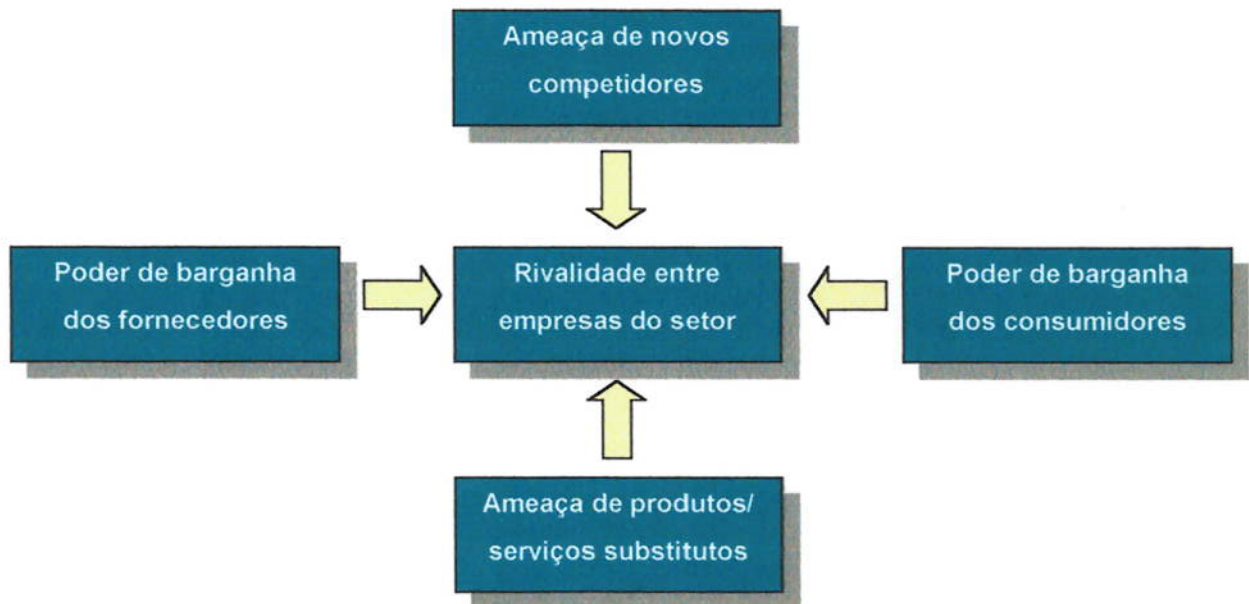 Ameaça de novos
competidores
Poder de barganha
dos fornecedores
Rivalidade entre
empresas do setor
Poder de barganha
dos consumidores
Ameaça de produtos/
serviços substitutos